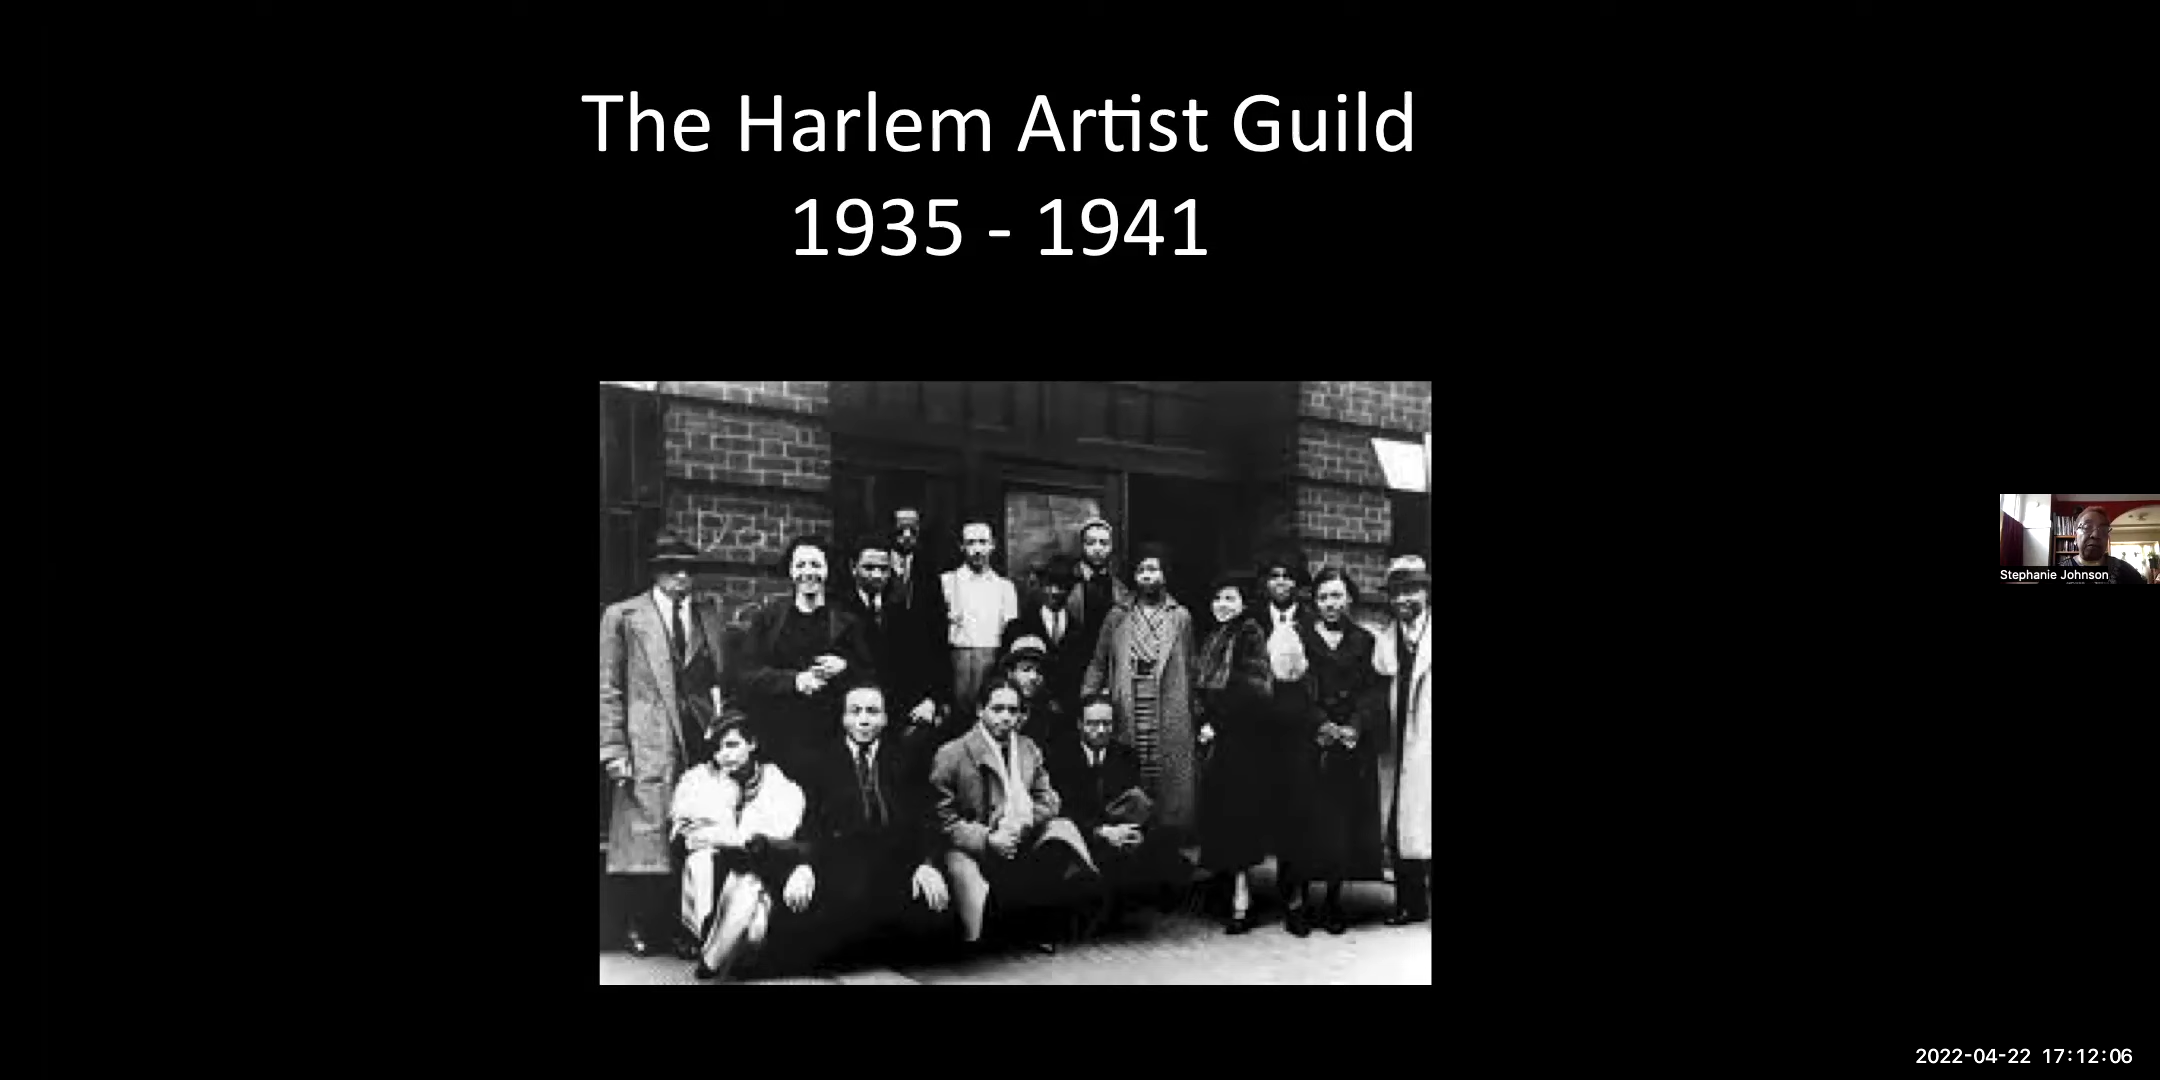 The Harlem Artist Guild
1935 - 1941
Stephanie Johnson
2022-04-22 17:12:06